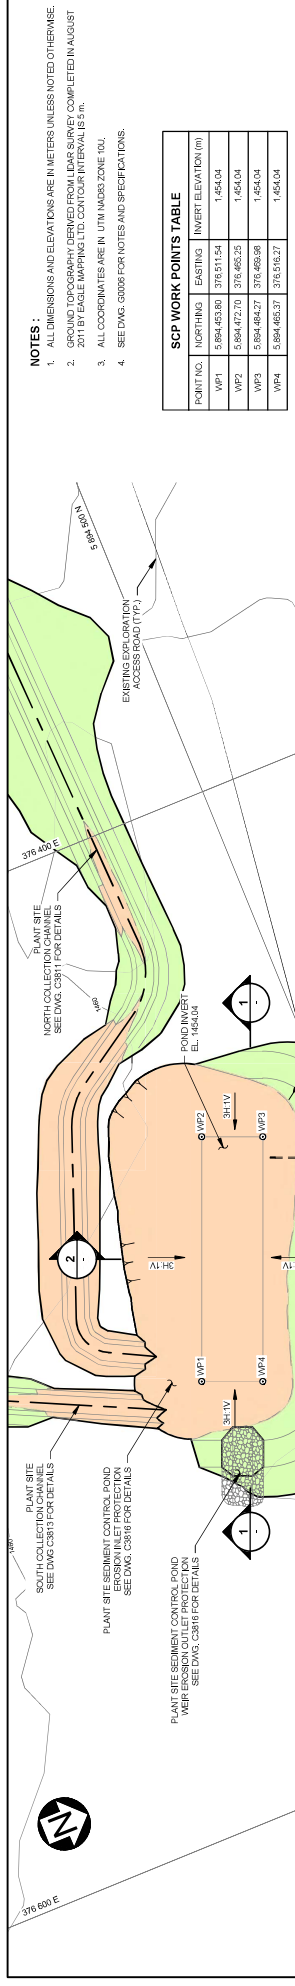 NOTES :
1. ALL DIMENSIONS AND ELEVATIONS ARE IN METERS UNLESS NOTED OTHERWISE.
2. GROUND TOPOGRAPHY DERIVED FROM LIDAR SURVEY COMPLETED IN AUGUST
2011 BY EAGLE MAPPING LTD. CONTOUR INTERVAL IS 5 m.
3. ALL COORDINATES ARE IN UTM NAD83 ZONE 10U.
4. SEE DWG. G0006 FOR NOTES AND SPECIFICATIONS.
SCP WORK POINTS TABLE
POINT NO. NORTHING EASTING INVERT ELEVATION (m)
WP1 5,894,453.80 376,511.54 1,454.04
WP2 5,894,472.70 376,465.25 1,454.04
WP3 5,894,484.27 376,469.98 1,454.04
WP4 5,894,465.37 376,516.27 1,454.04
5 894 500 N
EXISTING EXPLORATION
ACCESS ROAD (TYP.)
376 400 E
PLANT SITE
NORTH COLLECTION CHANNEL
SEE DWG. C3811 FOR DETAILS
1460
POND INVERT
EL. 1454.04
1
-
WP2
WP3
3H:1V
2
-
3H:1V
3H:1V
WP1
WP4
3H:1V
PLANT SITE
SOUTH COLLECTION CHANNEL
SEE DWG C3813 FOR DETAILS
1460
PLANT SITE SEDIMENT CONTROL POND
EROSION INLET PROTECTION
SEE DWG. C3816 FOR DETAILS
PLANT SITE SEDIMENT CONTROL POND
WEIR EROSION OUTLET PROTECTION
SEE DWG. C3816 FOR DETAILS
1
-
N
376 600 E